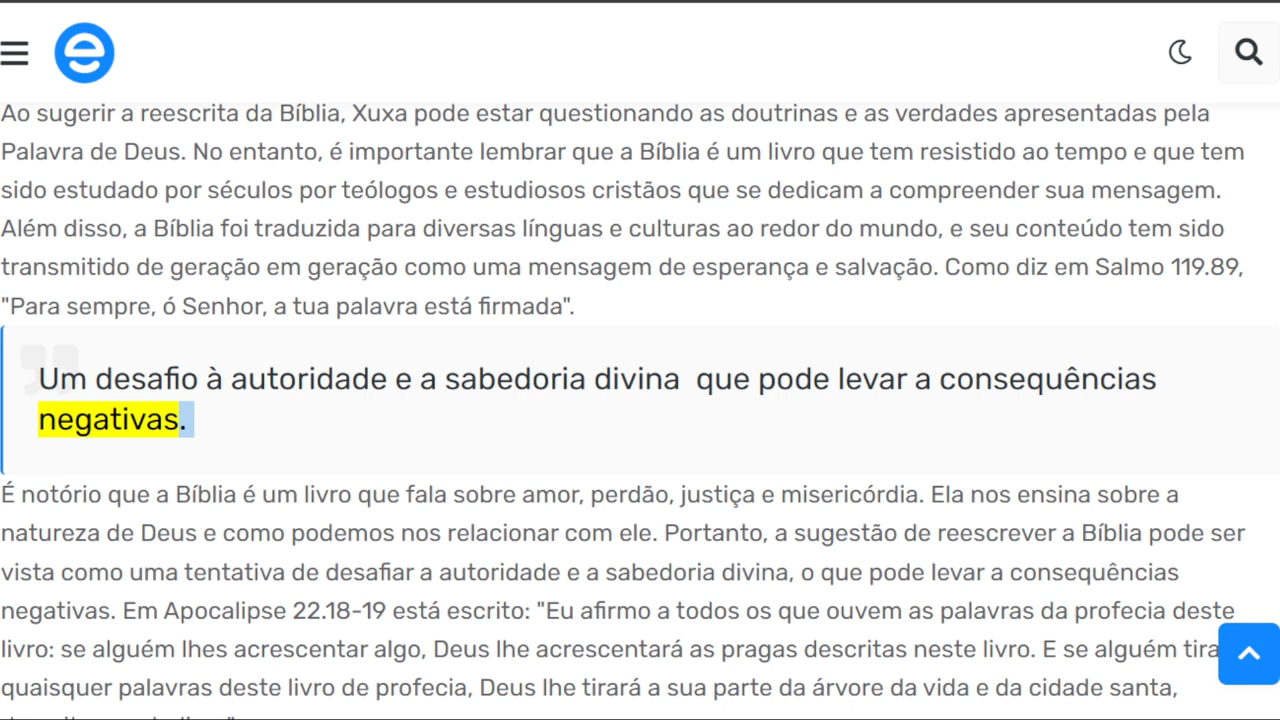 Ao sugerir a reescrita da Bíblia, Xuxa pode estar questionando as doutrinas e as verdades apresentadas pela
Palavra de Deus. No entanto, é importante lembrar que a Bíblia é um livro que tem resistido ao tempo e que tem
sido estudado por séculos por teólogos e estudiosos cristãos que se dedicam a compreender sua mensagem.
Além disso, a Bíblia foi traduzida para diversas línguas e culturas ao redor do mundo, e seu conteúdo tem sido
transmitido de geração em geração como uma mensagem de esperança e salvação. Como diz em Salmo 119.89,
"Para sempre, ó Senhor, a tua palavra está firmada".
Um desafio à autoridade e a sabedoria divina  que pode levar a consequências
negativas.
É notório que a Bíblia é um livro que fala sobre amor, perdão, justiça e misericórdia. Ela nos ensina sobre a
natureza de Deus e como podemos nos relacionar com ele. Portanto, a sugestão de reescrever a Bíblia pode ser
vista como uma tentativa de desafiar a autoridade e a sabedoria divina, o que pode levar a consequências
negativas. Em Apocalipse 22.18-19 está escrito: "Eu afirmo a todos os que ouvem as palavras da profecia deste
livro: se alguém lhes acrescentar algo, Deus lhe acrescentará as pragas descritas neste livro. E se alguém tira
quaisquer palavras deste livro de profecia, Deus lhe tirará a sua parte da árvore da vida e da cidade santa,